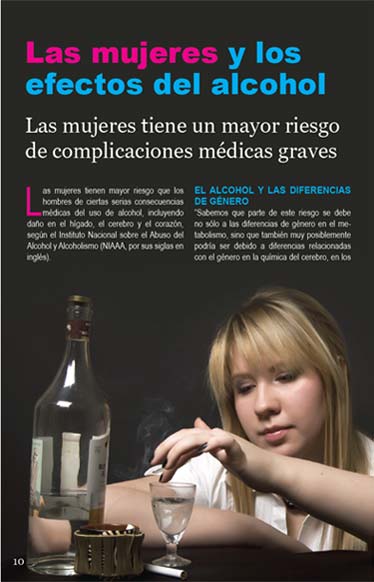 Las mujeres y los
efectos del alcohol
Las mujeres tiene un mayor riesgo
de complicaciones médicas graves
Las mujeres tienen mayor riesgo que los
hombres de ciertas serias consecuencias
médicas del uso de alcohol, incluyendo
daño en el hígado, el cerebro y el corazón,
según el Instituto Nacional sobre el Abuso del
Alcohol y Alcoholismo (NIAAA, por sus siglas en
inglés).
EL ALCOHOL Y LAS DIFERENCIAS
DE GÉNERO
"Sabemos que parte de este riesgo se debe
no sólo a las diferencias de género en el me-
tabolismo, sino que también muy posiblemente
podría ser debido a diferencias relacionadas
con el género en la química del cerebro, en los
10